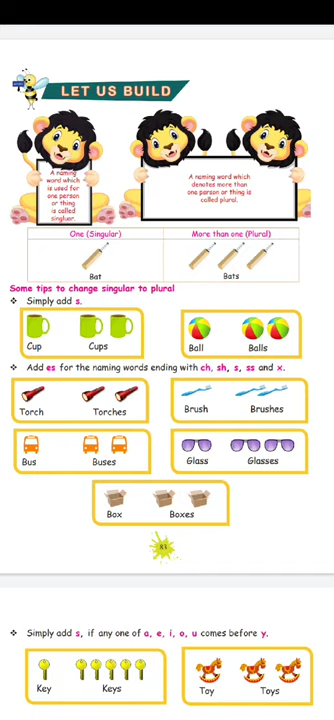 LET US BUILD
A naming
word which
is used for
one person
or thing
is called
singluer.
A naming word which
denotes more than
one person or thing is
called plural.
One (Singular) More than one (Plural)
Bat Bats
Some tips to change singular to plural
❖ Simply add s.
Cup Cups Ball Balls
❖ Add es for the naming words ending with ch, sh, s, ss and x.
Torch Torches Brush Brushes
Bus Buses Glass Glasses
Box Boxes
83
❖ Simply add s, if any one of a, e, i, o, u comes before y.
Key Keys Toy Toys